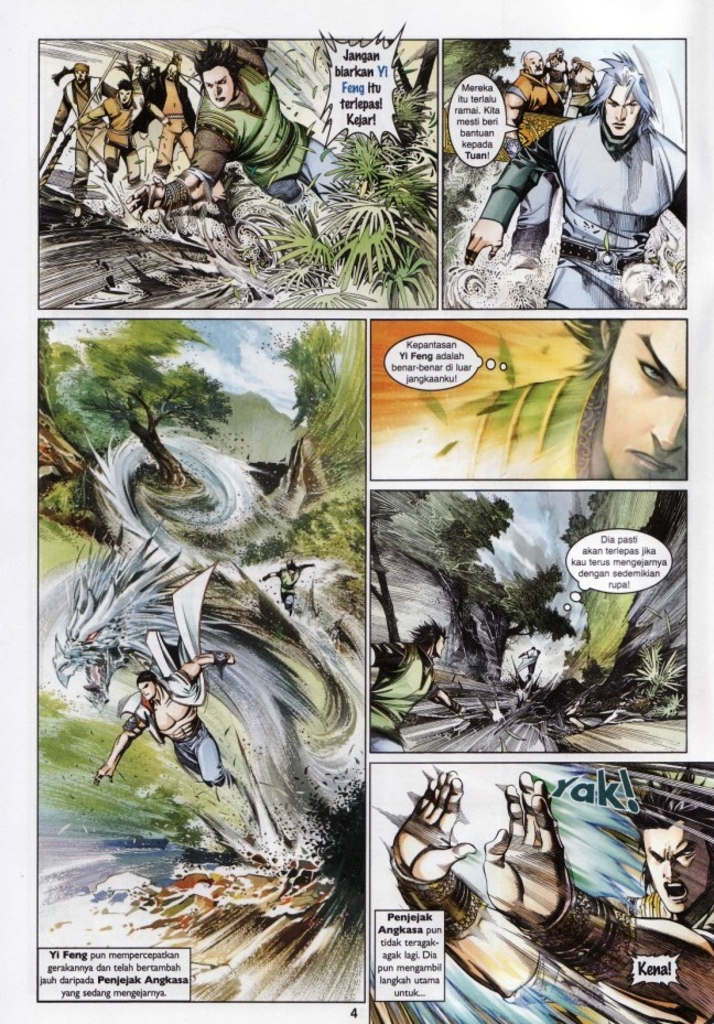 Jangan
biarkan Yi
Feng itu
terlepas!
Kejar!
Mereka
itu terlalu
ramai. Kita
mesti beri
bantuan
kepada
Tuan!
Kepantasan
Yi Feng adalah
benar-benar di luar
jangkaanku!
Dia pasti
akan terlepas jika
kau terus mengejarnya
dengan sedemikian
rupa!
Yi Feng pun mempercepatkan
gerakannya dan telah bertambah
jauh daripada Penjejak Angkasa
yang sedang mengejarnya.
rak!
Penjejak
Angkasa pun
tidak teragak-
agak lagi. Dia
pun mengambil
langkah utama
untuk...
Kena!
4